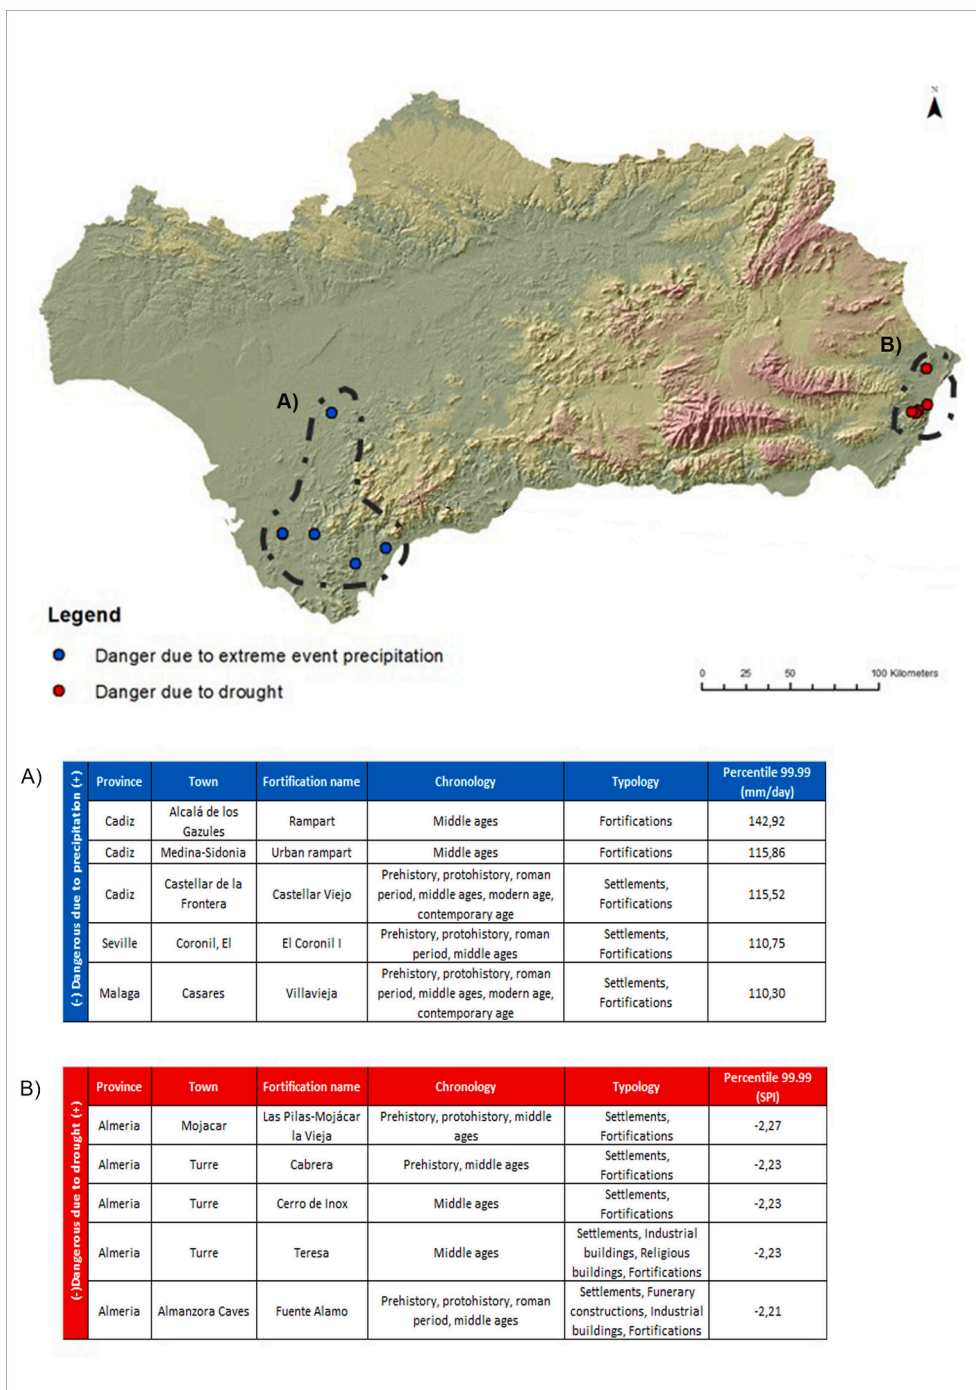 N
B)
A)
Legend
Danger due to extreme event precipitation
Danger due to drought
0 25 50 100 Kilometers
A)
(-) Dangerous due to precipitation (+)
Province Town Fortification name Chronology Typology Percentile 99.99
(mm/day)
Cadiz Alcalá de los
Gazules Rampart Middle ages Fortifications 142,92
Cadiz Medina-Sidonia Urban rampart Middle ages Fortifications 115,86
Cadiz Castellar de la
Frontera Castellar Viejo Prehistory, protohistory, roman
period, middle ages, modern age,
contemporary age Settlements,
Fortifications 115,52
Seville Coronil, El El Coronil I Prehistory, protohistory, roman
period, middle ages Settlements,
Fortifications 110,75
Malaga Casares Villavieja Prehistory, protohistory, roman
period, middle ages, modern age,
contemporary age Settlements,
Fortifications 110,30
B)
(-)Dangerous due to drought (+)
Province Town Fortification name Chronology Typology Percentile 99.99
(SPI)
Almeria Mojacar Las Pilas-Mojácar
la Vieja Prehistory, protohistory, middle
ages Settlements,
Fortifications -2,27
Almeria Turre Cabrera Prehistory, middle ages Settlements,
Fortifications -2,23
Almeria Turre Cerro de Inox Middle ages Settlements,
Fortifications -2,23
Almeria Turre Teresa Middle ages Settlements, Industrial
buildings, Religious
buildings, Fortifications -2,23
Almeria Almanzora Caves Fuente Alamo Prehistory, protohistory, roman
period, middle ages Settlements, Funerary
constructions, Industrial
buildings, Fortifications -2,21